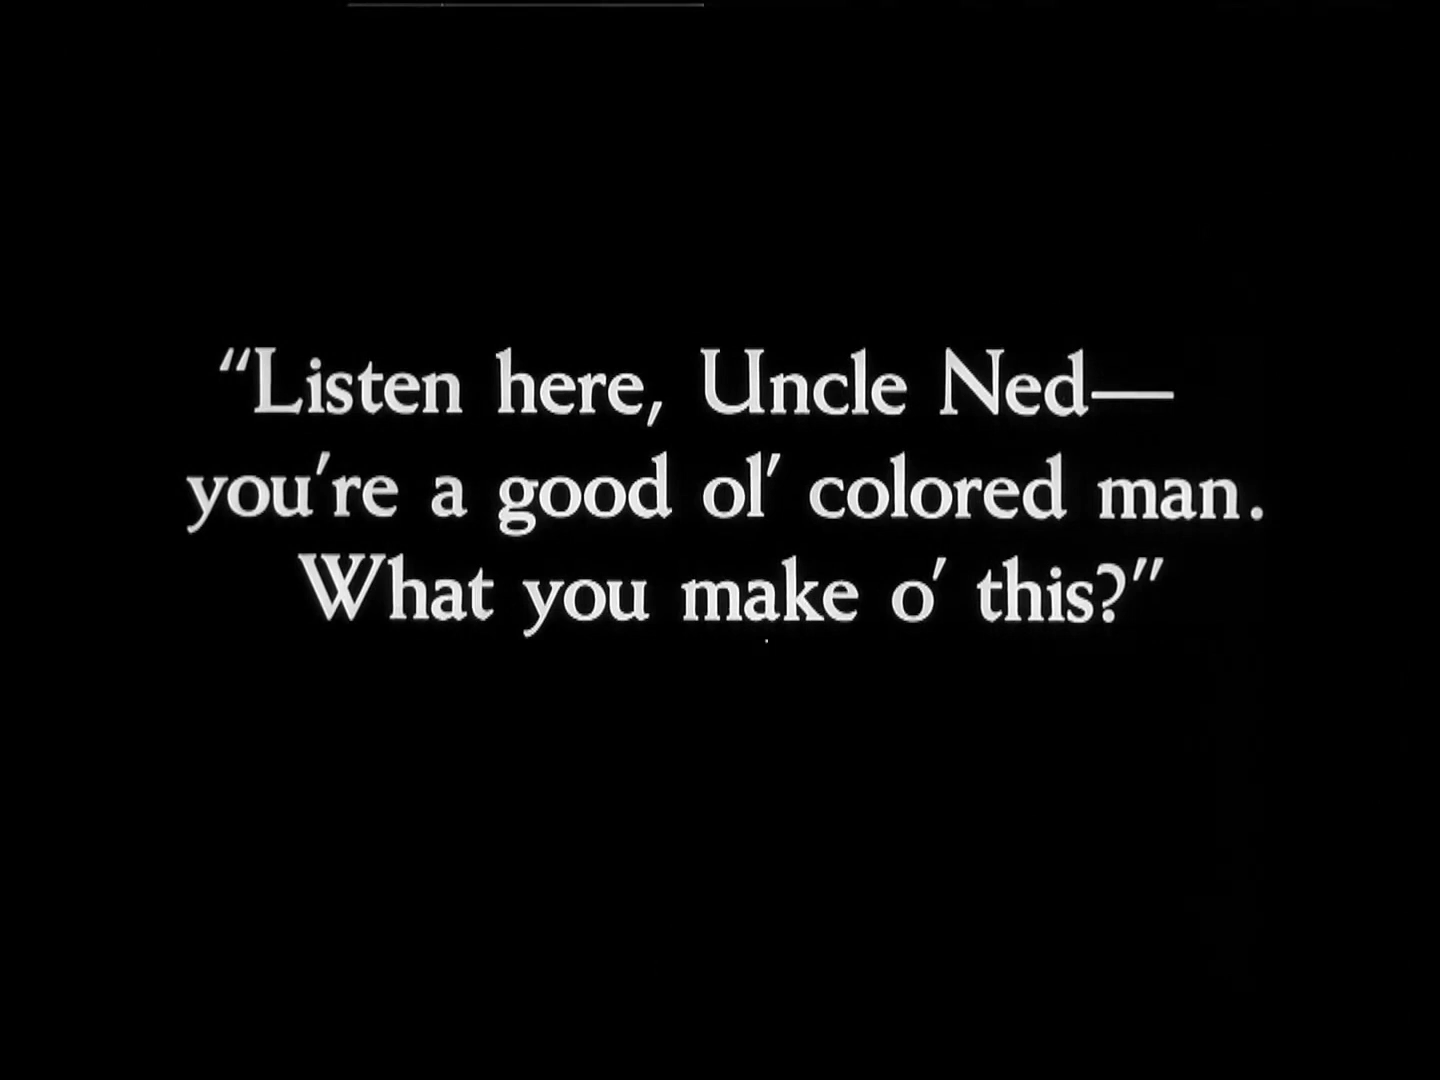 “Listen here, Uncle Ned—
you′re a good ol′ colored man.
What you make o′ this?”